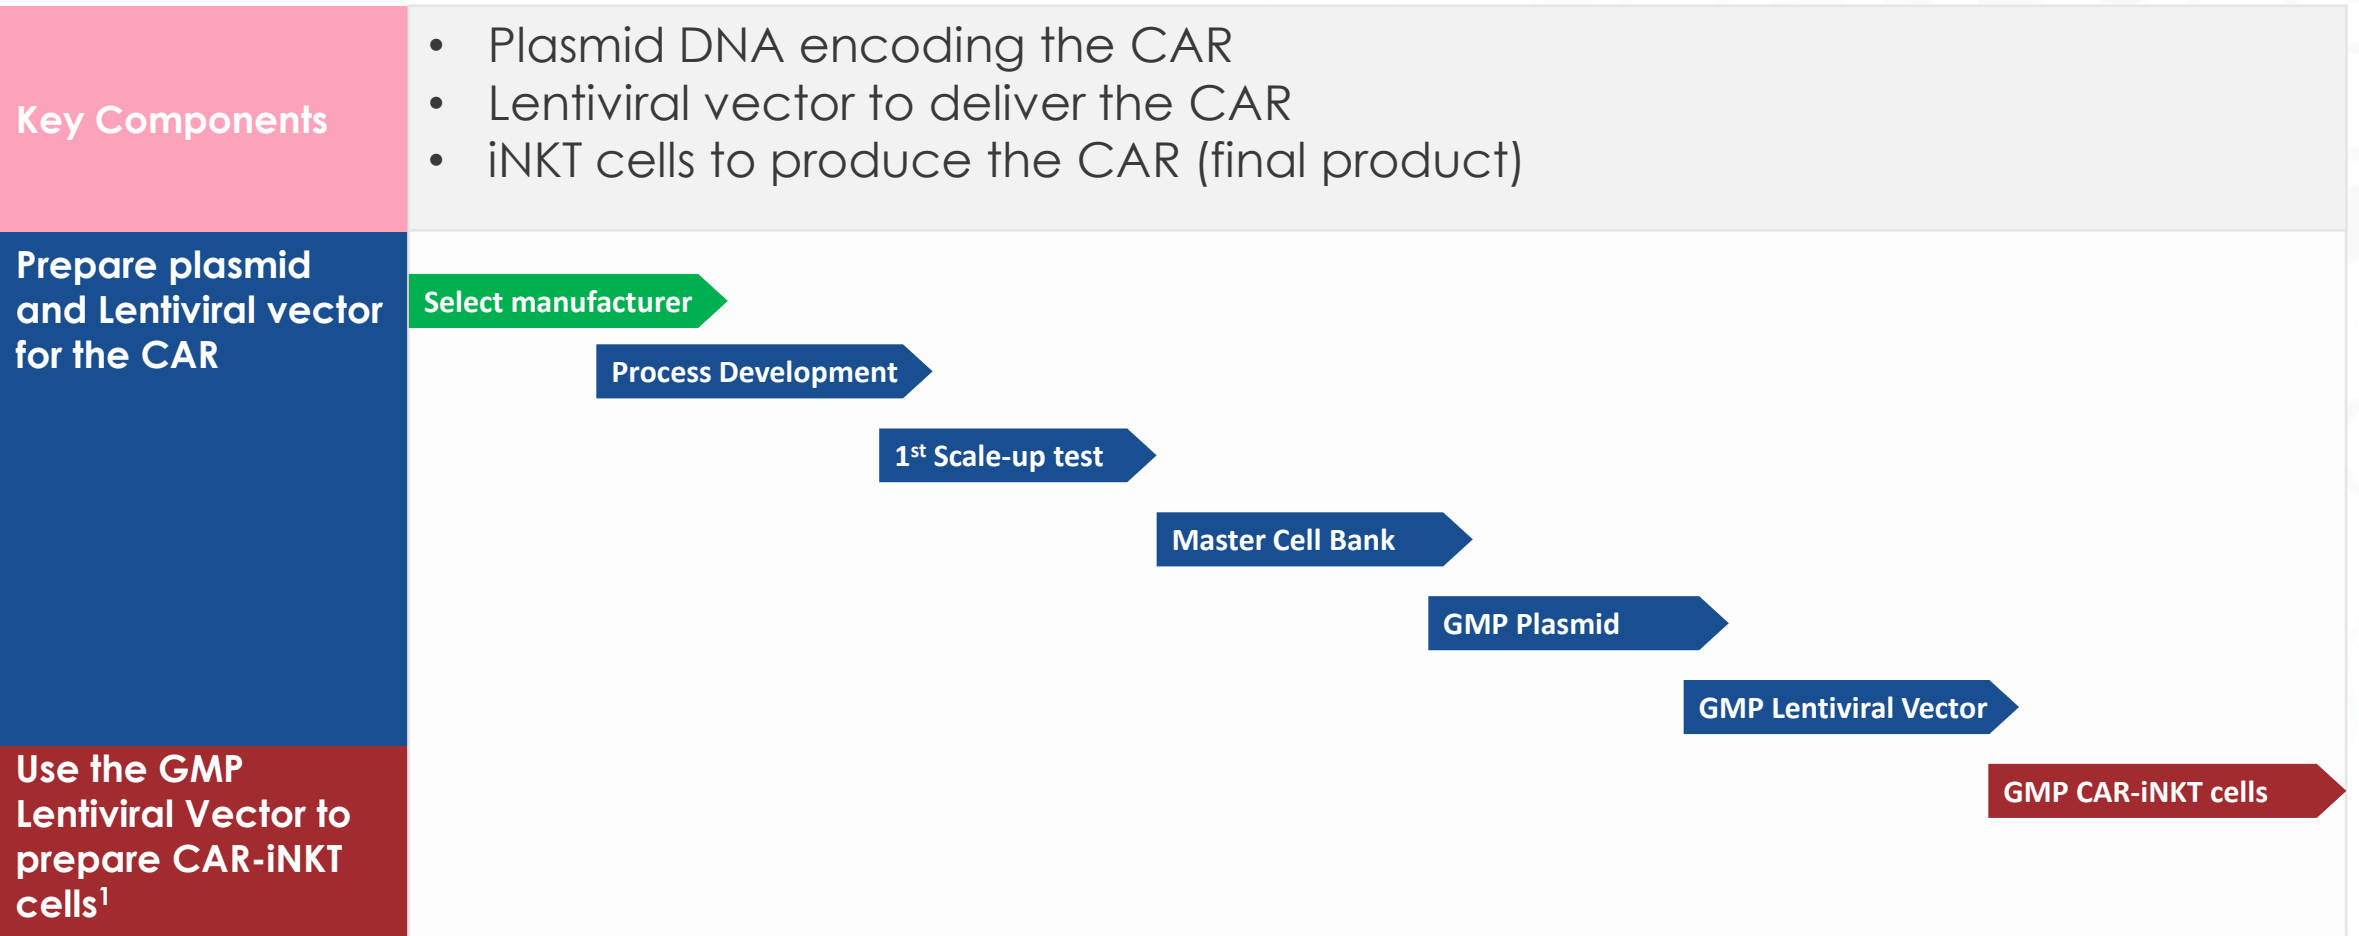 Key Components
• Plasmid DNA encoding the CAR
• Lentiviral vector to deliver the CAR
• iNKT cells to produce the CAR (final product)
Prepare plasmid
and Lentiviral vector
for the CAR
Select manufacturer
Process Development
1st Scale-up test
Master Cell Bank
GMP Plasmid
GMP Lentiviral Vector
Use the GMP
Lentiviral Vector to
prepare CAR-iNKT
cells1
GMP CAR-iNKT cells